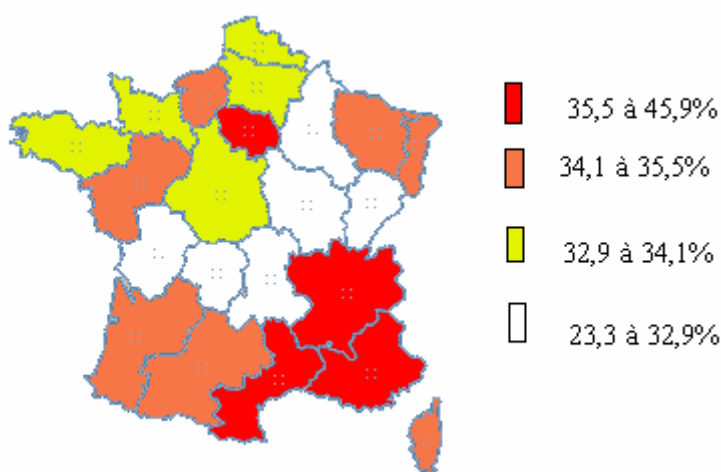 35,5 à 45,9%
34,1 à 35,5%
32,9 à 34,1%
23,3 à 32,9%